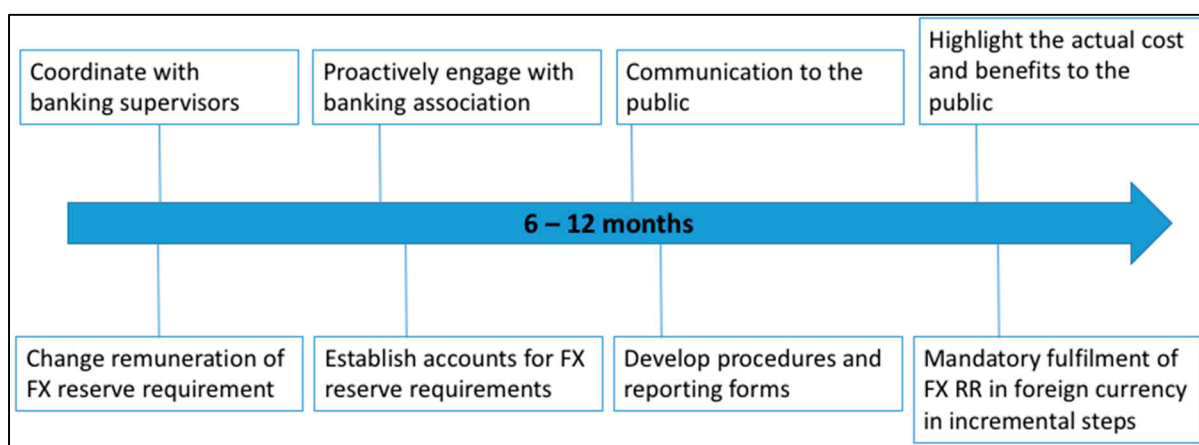 Coordinate with
banking supervisors
Proactively engage with
banking association
Communication to the
public
Highlight the actual cost
and benefits to the
public
6 – 12 months
Change remuneration of
FX reserve requirement
Establish accounts for FX
reserve requirements
Develop procedures and
reporting forms
Mandatory fulfilment of
FX RR in foreign currency
in incremental steps